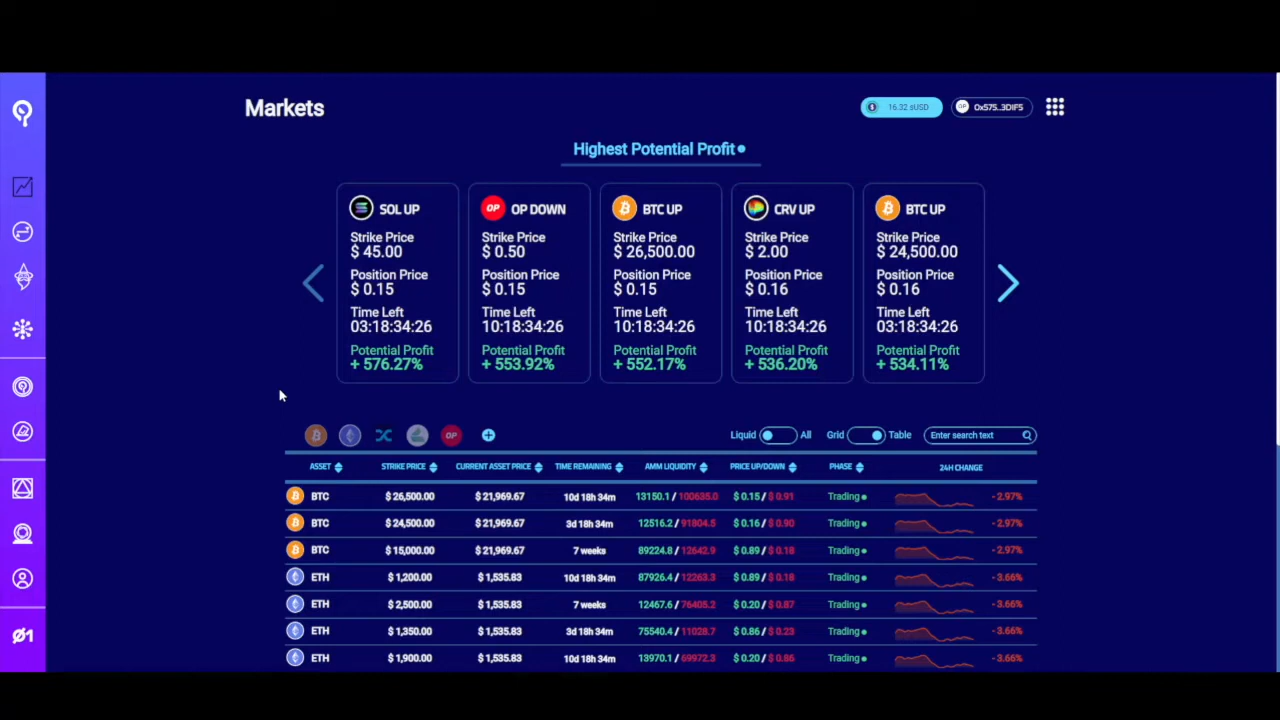 Markets
16.32 sUSD
OP 0x575...3DIF5
Highest Potential Profit
SOL UP
Strike Price
$ 45.00
Position Price
$ 0.15
Time Left
03:18:34:26
Potential Profit
+ 576.27%
OP OP DOWN
Strike Price
$ 0.50
Position Price
$ 0.15
Time Left
10:18:34:26
Potential Profit
+ 553.92%
BTC UP
Strike Price
$ 26,500.00
Position Price
$ 0.15
Time Left
10:18:34:26
Potential Profit
+ 552.17%
CRV UP
Strike Price
$ 2.00
Position Price
$ 0.16
Time Left
10:18:34:26
Potential Profit
+ 536.20%
BTC UP
Strike Price
$ 24,500.00
Position Price
$ 0.16
Time Left
03:18:34:26
Potential Profit
+ 534.11%
OP Liquid All Grid Table Enter search text
ASSET STRIKE PRICE CURRENT ASSET PRICE TIME REMAINING AMM LIQUIDITY PRICE UP/DOWN PHASE 24H CHANGE
BTC $ 26,500.00 $ 21,969.67 10d 18h 34m 13150.1 / 100635.0 $ 0.15 / $ 0.91 Trading - 2.97%
BTC $ 24,500.00 $ 21,969.67 3d 18h 34m 12516.2 / 91804.5 $ 0.16 / $ 0.90 Trading - 2.97%
BTC $ 15,000.00 $ 21,969.67 7 weeks 89224.8 / 12642.9 $ 0.89 / $ 0.18 Trading - 2.97%
ETH $ 1,200.00 $ 1,535.83 10d 18h 34m 87926.4 / 12263.3 $ 0.89 / $ 0.18 Trading - 3.66%
ETH $ 2,500.00 $ 1,535.83 7 weeks 12467.6 / 76405.2 $ 0.20 / $ 0.87 Trading - 3.66%
ETH $ 1,350.00 $ 1,535.83 3d 18h 34m 75540.4 / 11028.7 $ 0.86 / $ 0.23 Trading - 3.66%
ETH $ 1,900.00 $ 1,535.83 10d 18h 34m 13970.1 / 69972.3 $ 0.20 / $ 0.86 Trading - 3.66%
Ø1